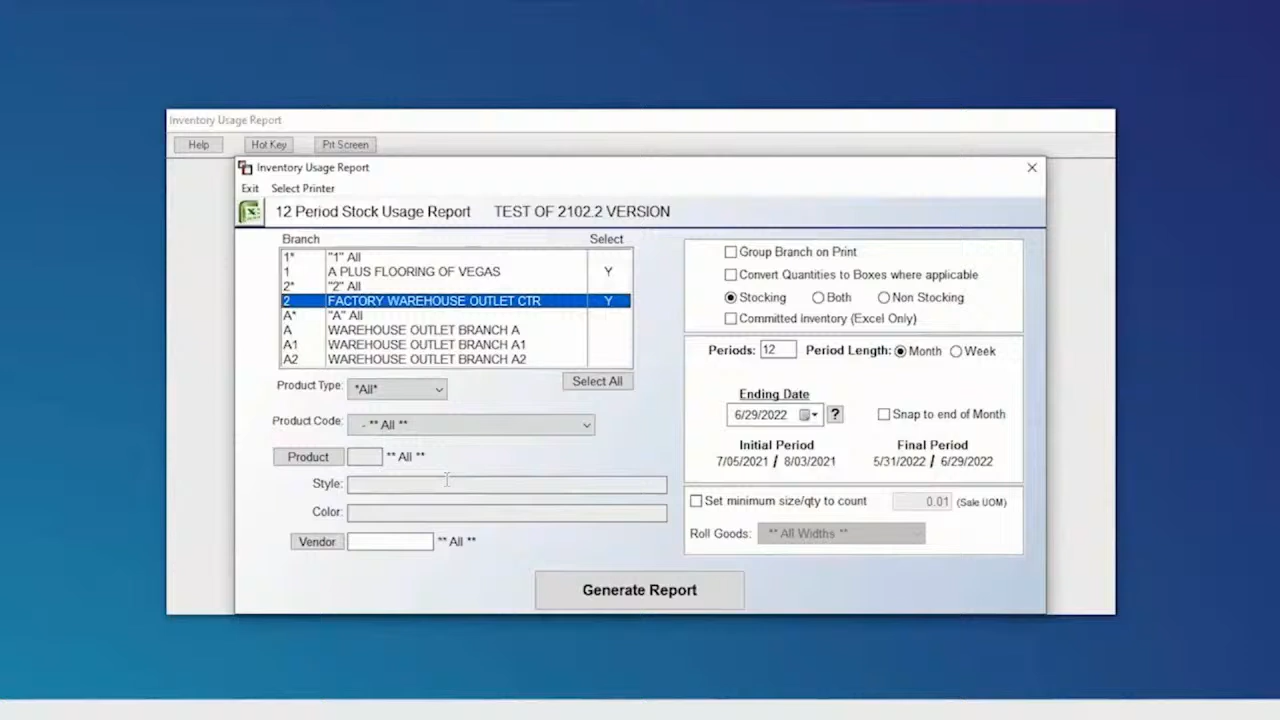 Inventory Usage Report
Help Hot Key Prt Screen
Inventory Usage Report
Exit Select Printer
12 Period Stock Usage Report TEST OF 2102.2 VERSION
Branch Select
1* "1" All
1 A PLUS FLOORING OF VEGAS Y
2* "2" All
2 FACTORY WAREHOUSE OUTLET CTR Y
A* "A" All
A WAREHOUSE OUTLET BRANCH A
A1 WAREHOUSE OUTLET BRANCH A1
A2 WAREHOUSE OUTLET BRANCH A2
Select All
Product Type: *All*
Product Code: - ** All **
Product ** All **
Style:
Color:
Vendor ** All **
Group Branch on Print
Convert Quantities to Boxes where applicable
Stocking Both Non Stocking
Committed inventory (Excel Only)
Periods: 12 Period Length: Month Week
Ending Date
6/29/2022 ? Snap to end of Month
Initial Period Final Period
7/05/2021 / 8/03/2021 5/31/2022 / 6/29/2022
Set minimum size/qty to count 0.01 (Sale UOM)
Roll Goods: ** All Widths **
Generate Report